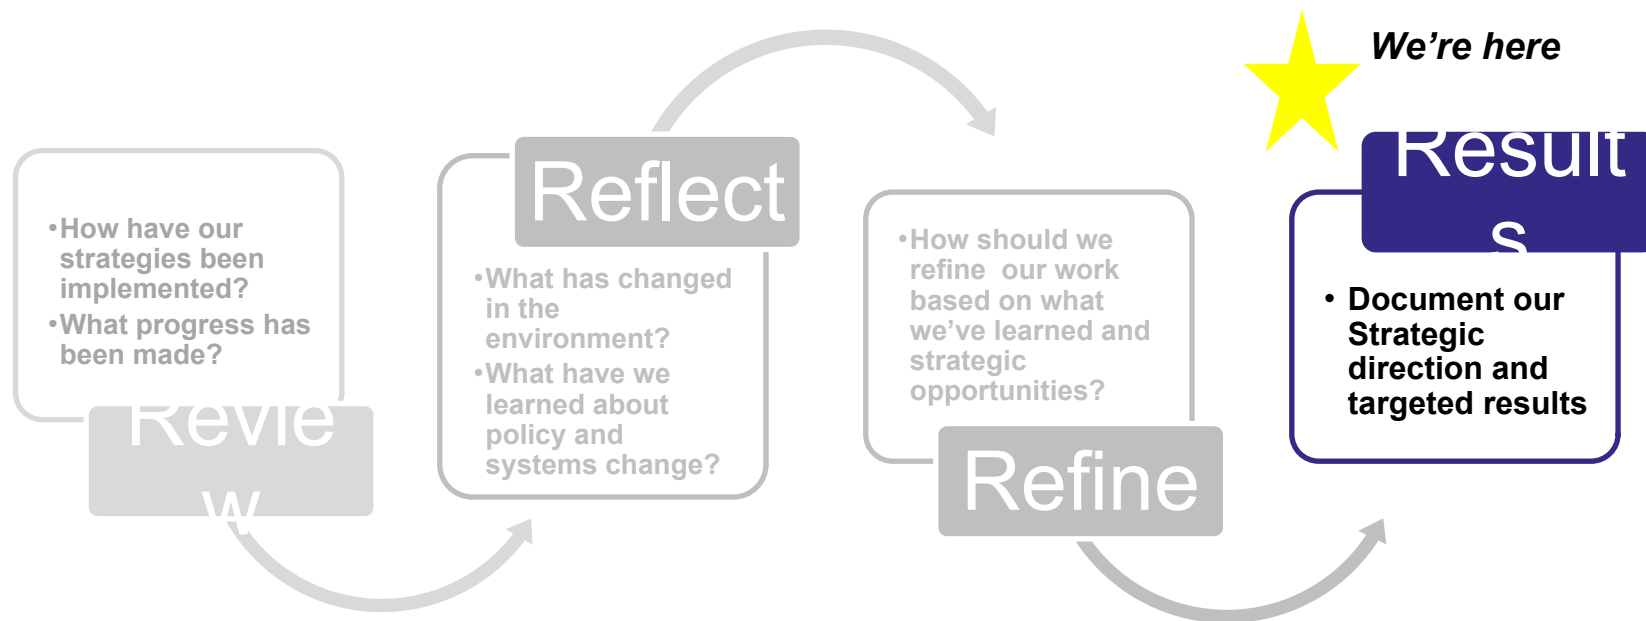 We're here
•How have our
strategies been
implemented?
•What progress has
been made?
Revie
w
Reflect
•What has changed
in the
environment?
•What have we
learned about
policy and
systems change?
•How should we
refine  our work
based on what
we've learned and
strategic
opportunities?
Refine
Result
s
• Document our
Strategic
direction and
targeted results